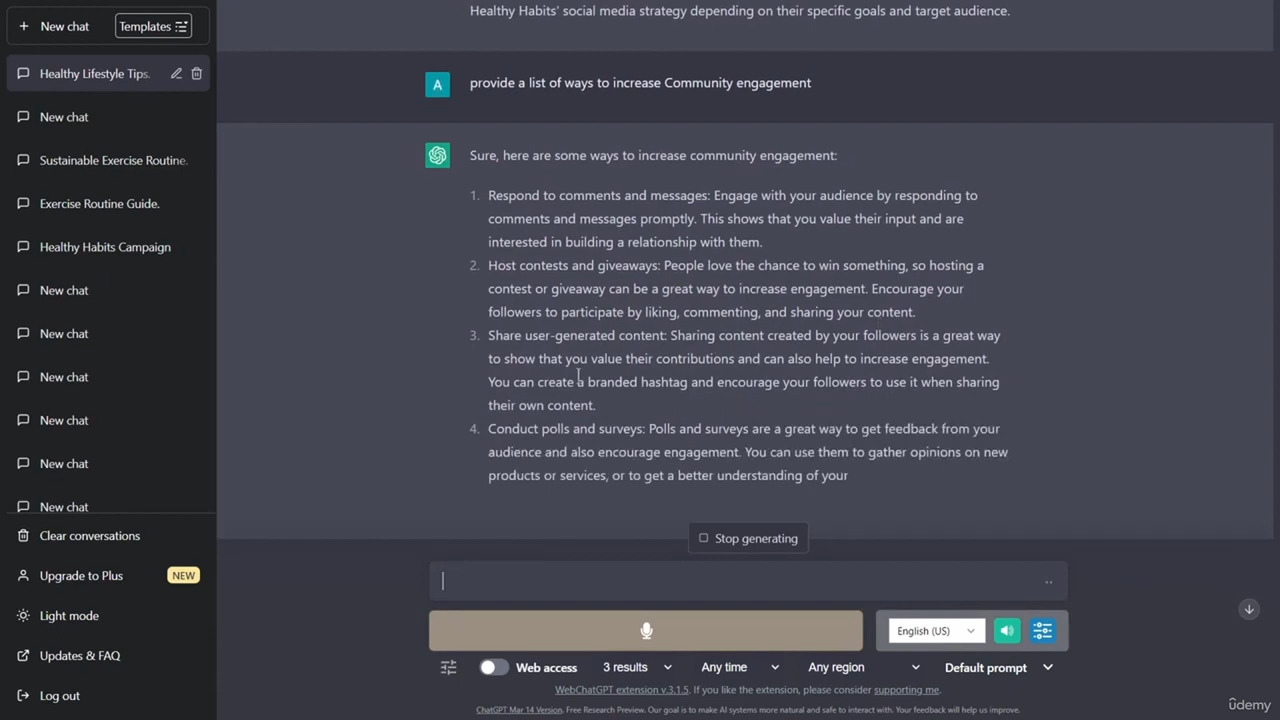 New chat
Templates
Healthy Lifestyle Tips.
New chat
Sustainable Exercise Routine.
Exercise Routine Guide.
Healthy Habits Campaign
New chat
New chat
New chat
New chat
New chat
New chat
Clear conversations
Upgrade to Plus NEW
Light mode
Updates & FAQ
Log out
Healthy Habits' social media strategy depending on their specific goals and target audience.
A
provide a list of ways to increase Community engagement
Sure, here are some ways to increase community engagement:
1. Respond to comments and messages: Engage with your audience by responding to
comments and messages promptly. This shows that you value their input and are
interested in building a relationship with them.
2. Host contests and giveaways: People love the chance to win something, so hosting a
contest or giveaway can be a great way to increase engagement. Encourage your
followers to participate by liking, commenting, and sharing your content.
3. Share user-generated content: Sharing content created by your followers is a great way
to show that you value their contributions and can also help to increase engagement.
You can create a branded hashtag and encourage your followers to use it when sharing
their own content.
4. Conduct polls and surveys: Polls and surveys are a great way to get feedback from your
audience and also encourage engagement. You can use them to gather opinions on new
products or services, or to get a better understanding of your
Stop generating
English (US)
Web access 3 results Any time Any region Default prompt
WebChatGPT extension v.3.1.5. If you like the extension, please consider supporting me.
ChatGPT Mar 14 Version. Free Research Preview. Our goal is to make AI systems more natural and safe to interact with. Your feedback will help us improve.
ûdemy